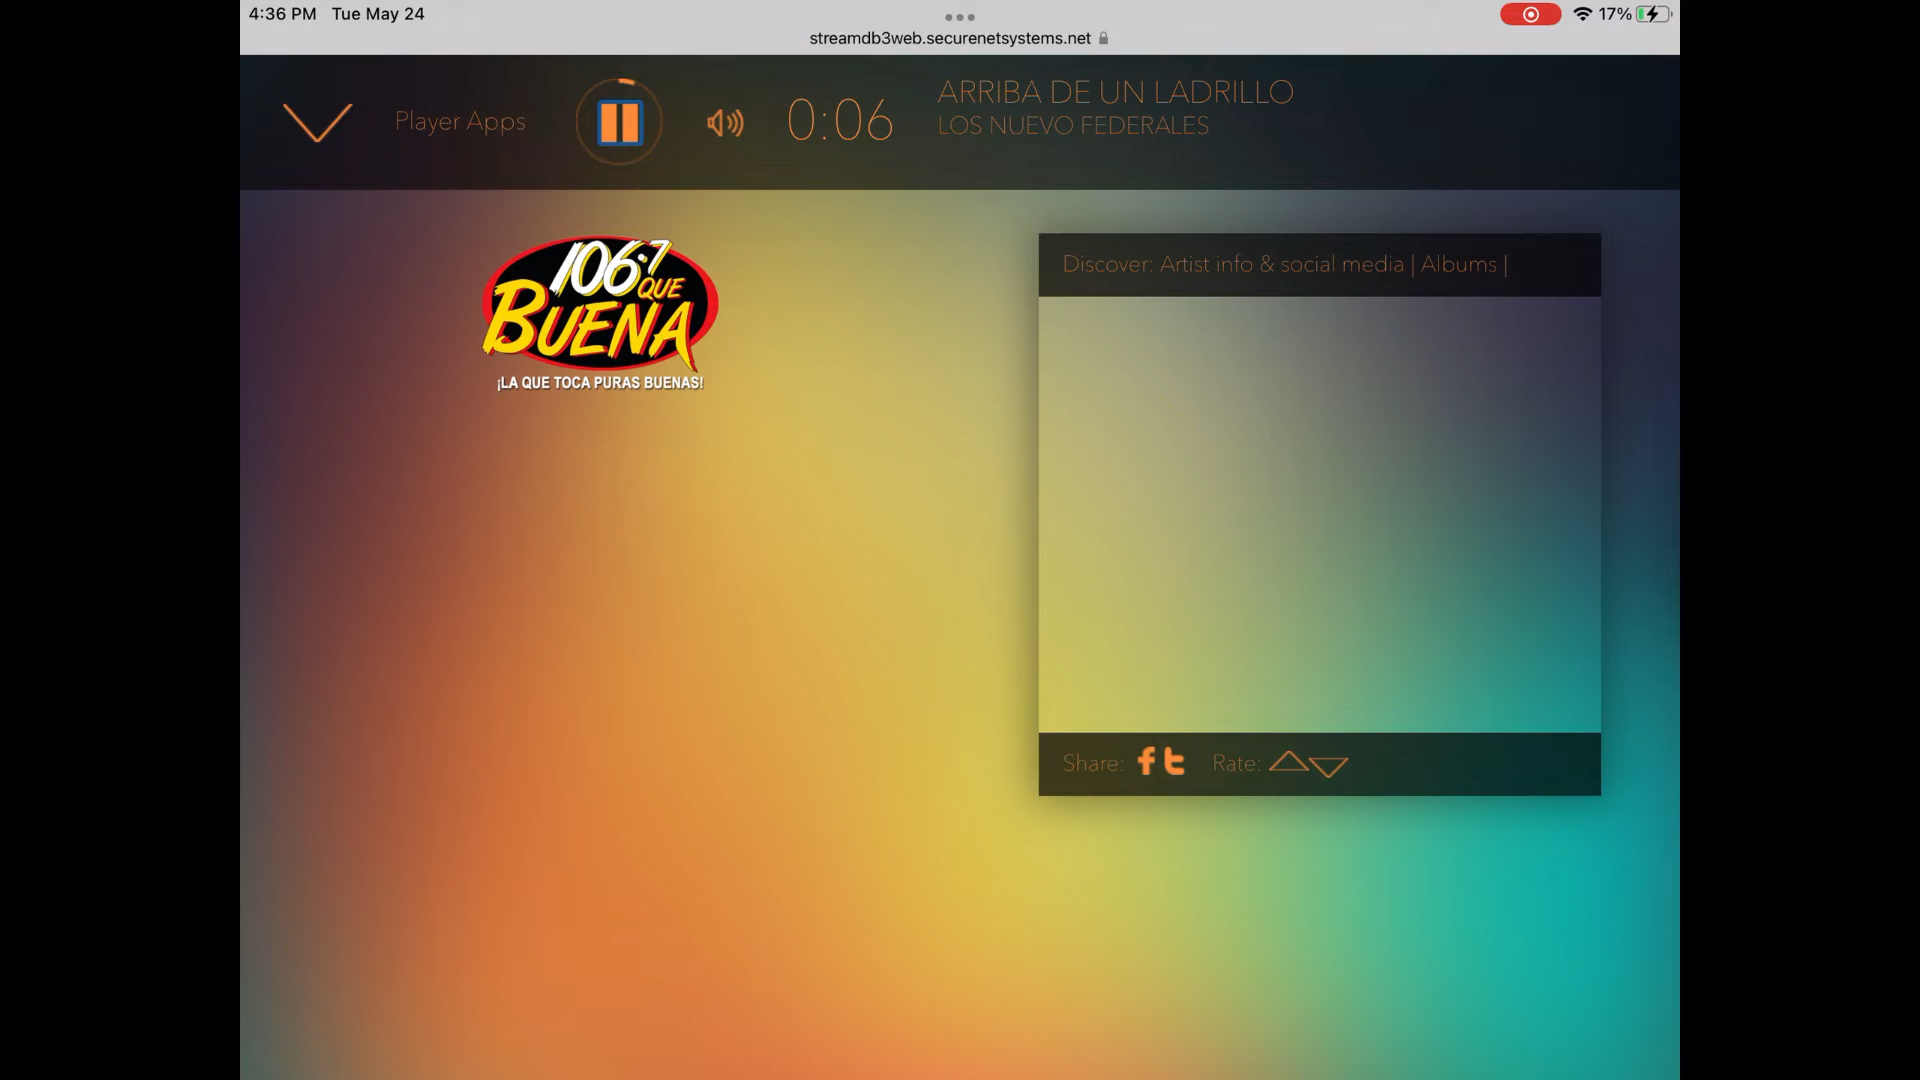 4:36 PM Tue May 24
17%
streamdb3web.securenetsystems.net
Player Apps
0:06
ARRIBA DE UN LADRILLO
LOS NUEVO FEDERALES
106.7
QUE
BUENA
¡LA QUE TOCA PURAS BUENAS!
Discover: Artist info & social media | Albums |
Share: f t Rate: